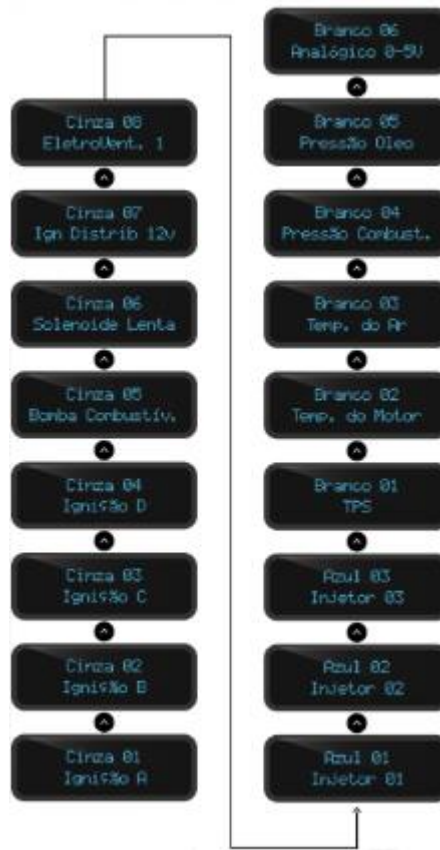 Cinza 08
EletroVent. 1
Cinza 07
Ign Distrib 12v
Cinza 06
Solenoide Lenta
Cinza 05
Bomba Combustív.
Cinza 04
Ignição D
Cinza 03
Ignição C
Cinza 02
Ignição B
Cinza 01
Ignição A
Branco 06
Analógico 0-5V
Branco 05
Pressão Oleo
Branco 04
Pressão Combust.
Branco 03
Temp. do Ar
Branco 02
Temp. do Motor
Branco 01
TPS
Azul 03
Injetor 03
Azul 02
Injetor 02
Azul 01
Injetor 01